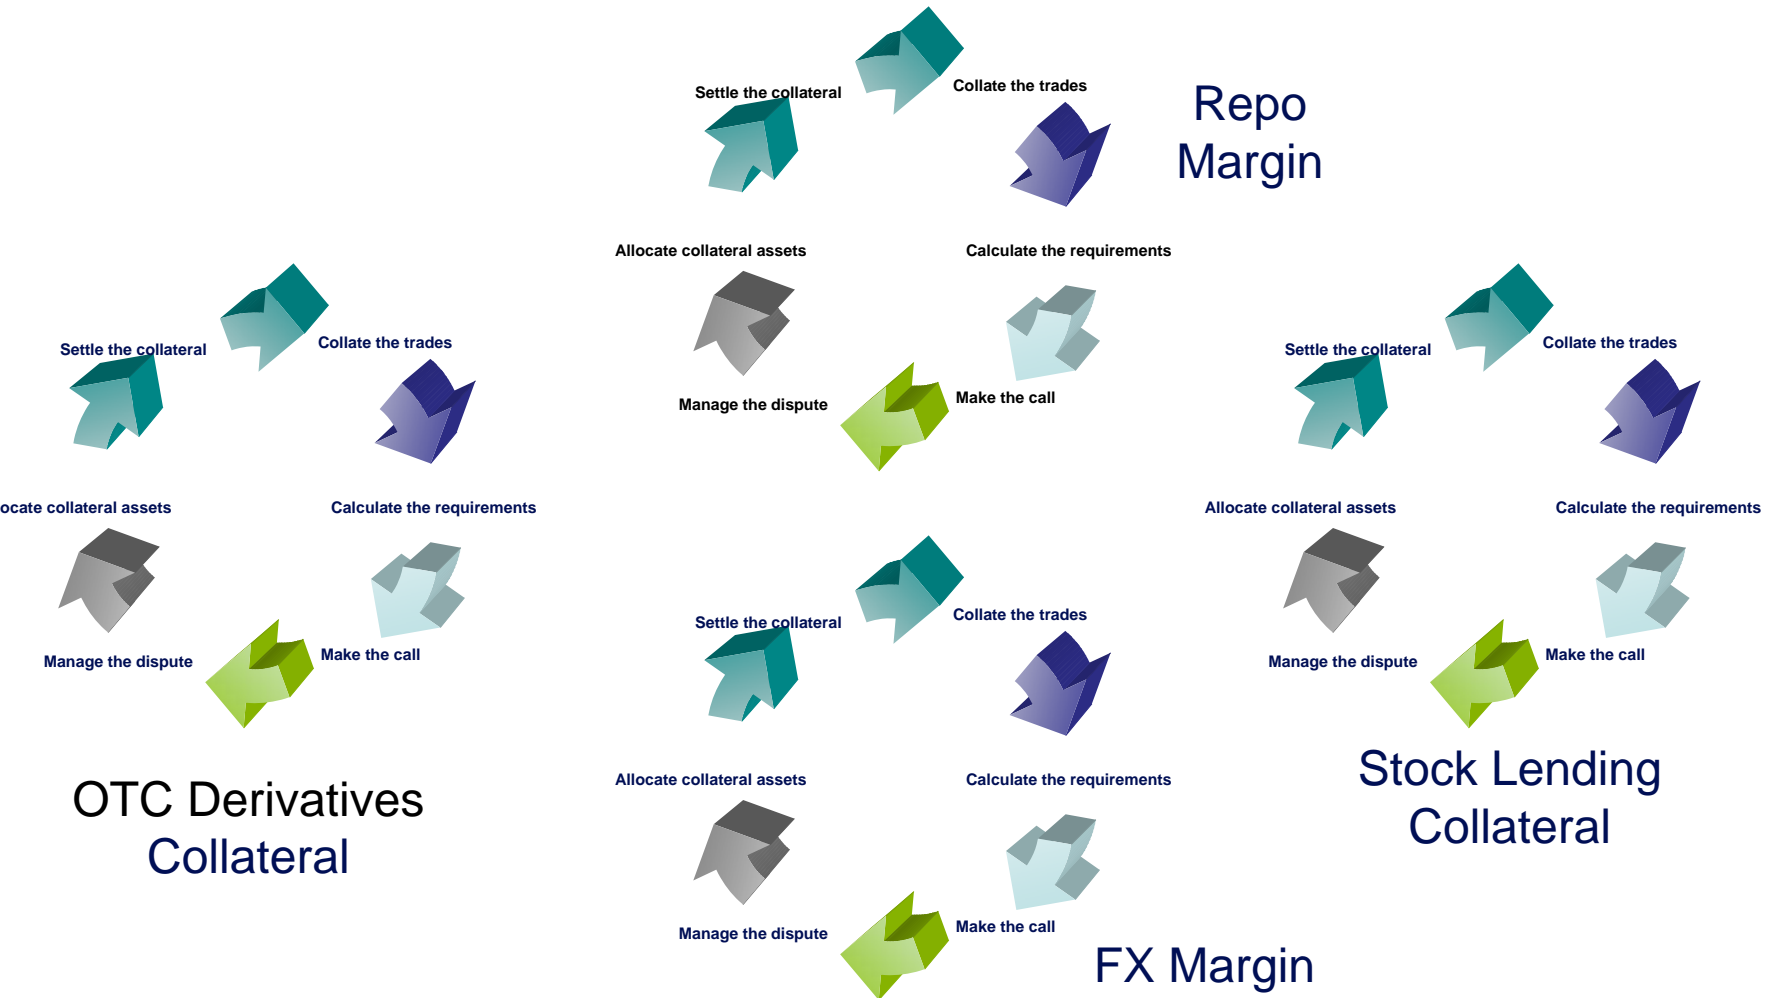 Settle the collateral
Collate the trades
Allocate collateral assets
Calculate the requirements
Manage the dispute
Make the call
Repo
Margin
Settle the collateral
Collate the trades
ocate collateral assets
Calculate the requirements
Manage the dispute
Make the call
OTC Derivatives
Collateral
Settle the collateral
Collate the trades
Allocate collateral assets
Calculate the requirements
Manage the dispute
Make the call
FX Margin
Settle the collateral
Collate the trades
Allocate collateral assets
Calculate the requirements
Manage the dispute
Make the call
Stock Lending
Collateral